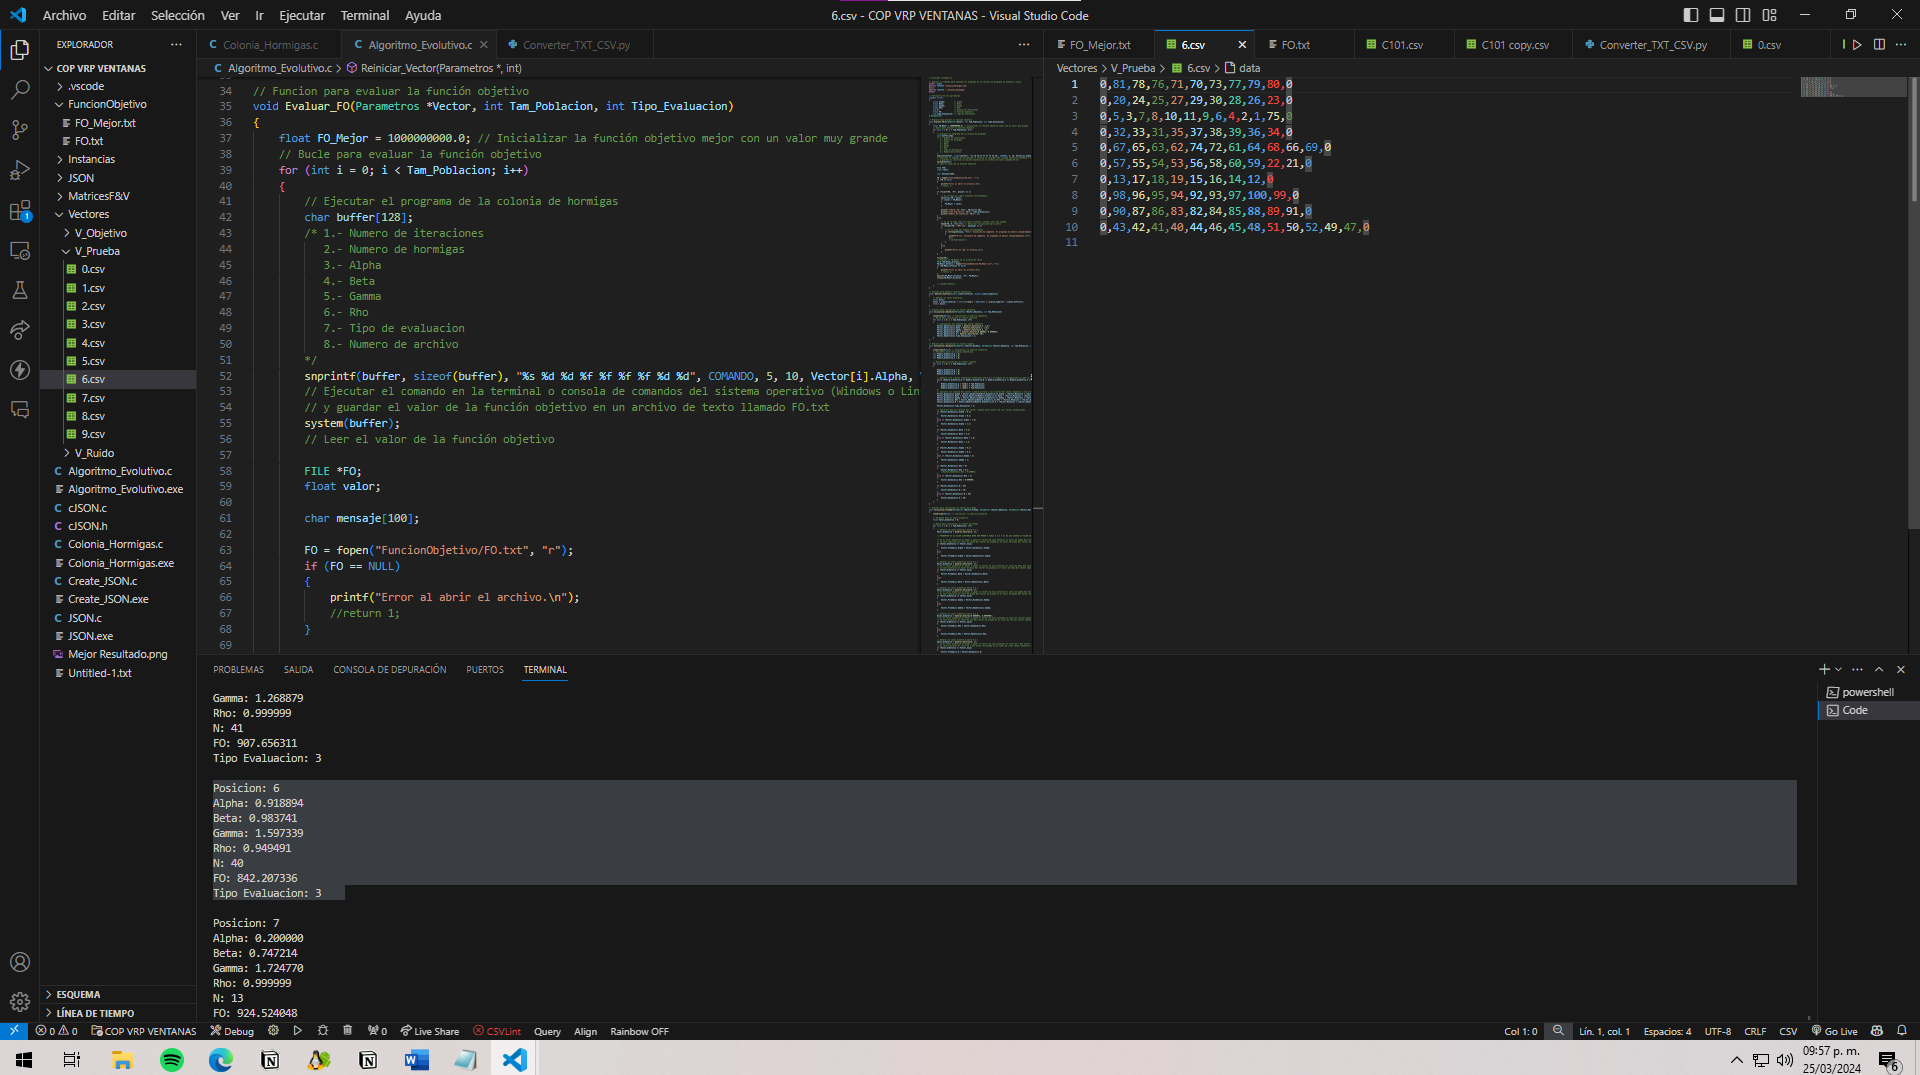 Archivo Editar Selección Ver Ir Ejecutar Terminal Ayuda
6.csv - COP VRP VENTANAS - Visual Studio Code
EXPLORADOR
COP VRP VENTANAS
.vscode
FuncionObjetivo
FO_Mejor.txt
FO.txt
Instancias
JSON
MatricesF&V
Vectores
V_Objetivo
V_Prueba
0.csv
1.csv
2.csv
3.csv
4.csv
5.csv
6.csv
7.csv
8.csv
9.csv
V_Ruido
Algoritmo_Evolutivo.c
Algoritmo_Evolutivo.exe
cJSON.c
cJSON.h
Colonia_Hormigas.c
Colonia_Hormigas.exe
Create_JSON.c
Create_JSON.exe
JSON.c
JSON.exe
Mejor Resultado.png
Untitled-1.txt
ESQUEMA
LÍNEA DE TIEMPO
Colonia_Hormigas.c Algoritmo_Evolutivo.c Converter_TXT_CSV.py
Algoritmo_Evolutivo.c > Reiniciar_Vector(Parametros *, int)
34 // Funcion para evaluar la función objetivo
35 void Evaluar_FO(Parametros *Vector, int Tam_Poblacion, int Tipo_Evaluacion)
36 {
37 float FO_Mejor = 1000000000.0; // Inicializar la función objetivo mejor con un valor muy grande
38 // Bucle para evaluar la función objetivo
39 for (int i = 0; i < Tam_Poblacion; i++)
40 {
41 // Ejecutar el programa de la colonia de hormigas
42 char buffer[128];
43 /* 1.- Numero de iteraciones
44 2.- Numero de hormigas
45 3.- Alpha
46 4.- Beta
47 5.- Gamma
48 6.- Rho
49 7.- Tipo de evaluacion
50 8.- Numero de archivo
51 */
52 snprintf(buffer, sizeof(buffer), "%s %d %d %f %f %f %f %d %d", COMANDO, 5, 10, Vector[i].Alpha,
53 // Ejecutar el comando en la terminal o consola de comandos del sistema operativo (Windows o Lin
54 // y guardar el valor de la función objetivo en un archivo de texto llamado FO.txt
55 system(buffer);
56 // Leer el valor de la función objetivo
57
58 FILE *FO;
59 float valor;
60
61 char mensaje[100];
62
63 FO = fopen("FuncionObjetivo/FO.txt", "r");
64 if (FO == NULL)
65 {
66 printf("Error al abrir el archivo.\n");
67 //return 1;
68 }
69
FO_Mejor.txt 6.csv FO.txt C101.csv C101 copy.csv Converter_TXT_CSV.py 0.csv
Vectores > V_Prueba > 6.csv > data
1 0,81,78,76,71,70,73,77,79,80,0
2 0,20,24,25,27,29,30,28,26,23,0
3 0,5,3,7,8,10,11,9,6,4,2,1,75,0
4 0,32,33,31,35,37,38,39,36,34,0
5 0,67,65,63,62,74,72,61,64,68,66,69,0
6 0,57,55,54,53,56,58,60,59,22,21,0
7 0,13,17,18,19,15,16,14,12,0
8 0,98,96,95,94,92,93,97,100,99,0
9 0,90,87,86,83,82,84,85,88,89,91,0
10 0,43,42,41,40,44,46,45,48,51,50,52,49,47,0
11
PROBLEMAS SALIDA CONSOLA DE DEPURACIÓN PUERTOS TERMINAL
Gamma: 1.268879
Rho: 0.999999
N: 41
FO: 907.656311
Tipo Evaluacion: 3
Posicion: 6
Alpha: 0.918894
Beta: 0.983741
Gamma: 1.597339
Rho: 0.949491
N: 40
FO: 842.207336
Tipo Evaluacion: 3
Posicion: 7
Alpha: 0.200000
Beta: 0.747214
Gamma: 1.724770
Rho: 0.999999
N: 13
FO: 924.524048
powershell
Code
0 0 COP VRP VENTANAS Debug 0 Live Share CSVLint Query Align Rainbow OFF
Col 1: 0 Lín. 1, col. 1 Espacios: 4 UTF-8 CRLF CSV Go Live
09:57 p. m.
25/03/2024
6